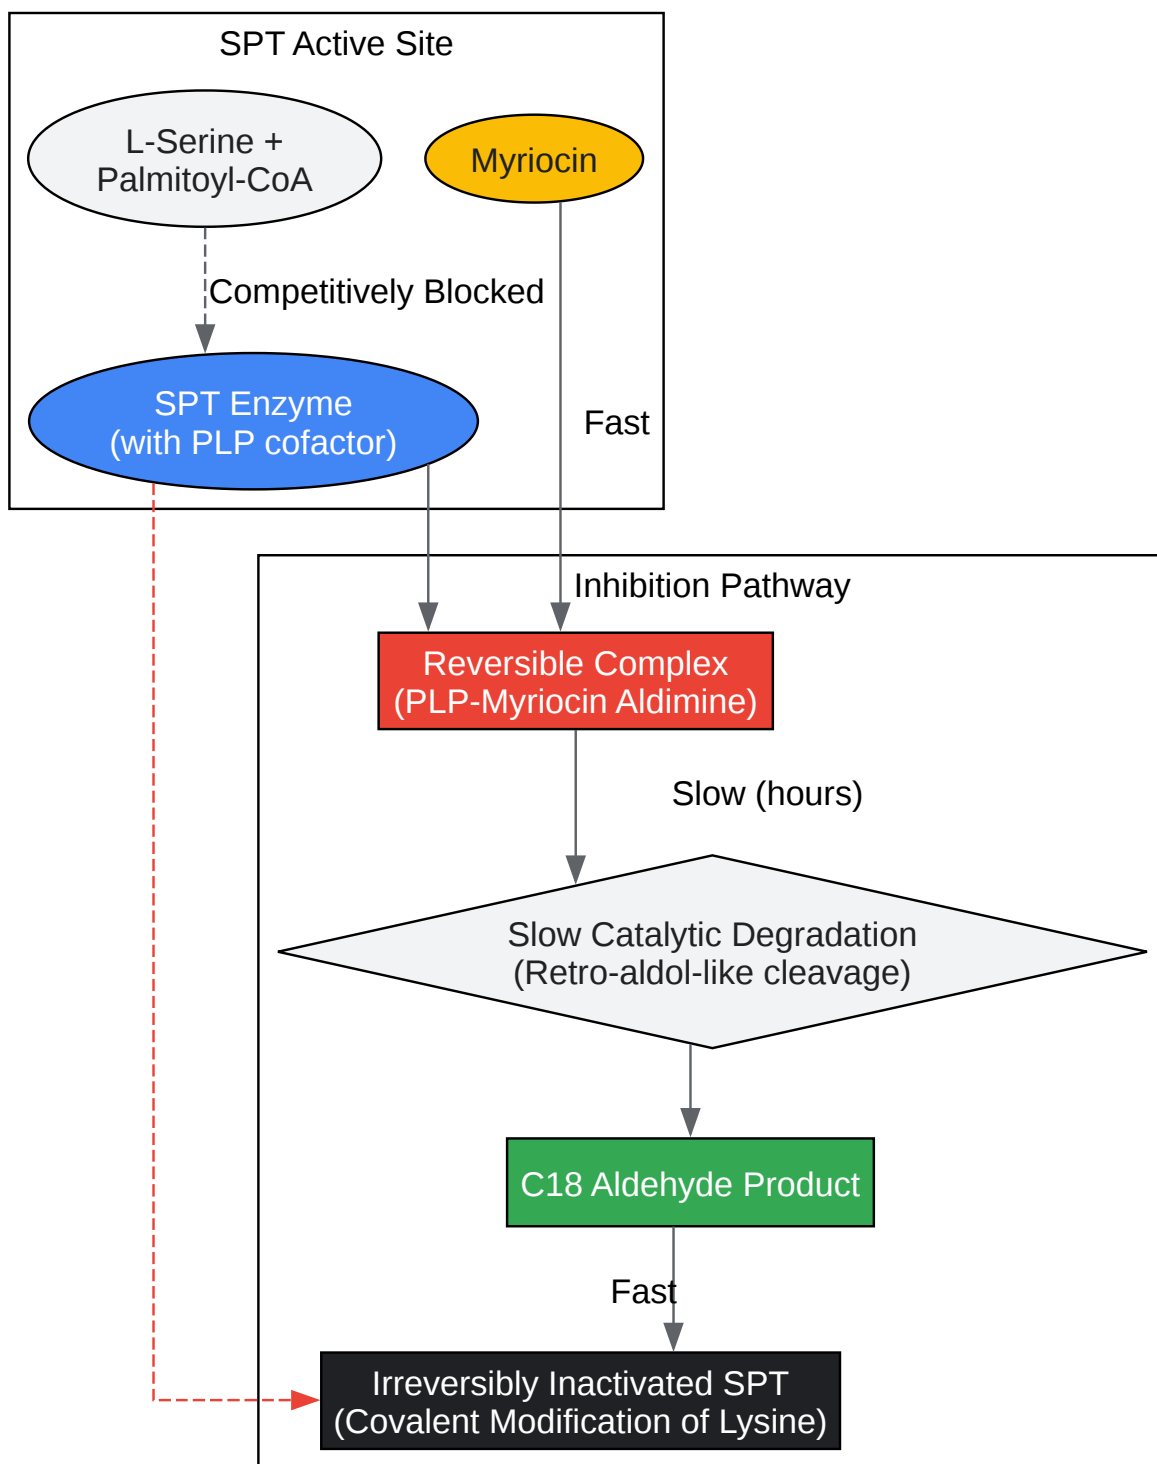 SPT Active Site
L-Serine +
Palmitoyl-CoA
Myriocin
Competitively Blocked
SPT Enzyme
(with PLP cofactor)
Fast
Inhibition Pathway
Reversible Complex
(PLP-Myriocin Aldimine)
Slow (hours)
Slow Catalytic Degradation
(Retro-aldol-like cleavage)
C18 Aldehyde Product
Fast
Irreversibly Inactivated SPT
(Covalent Modification of Lysine)